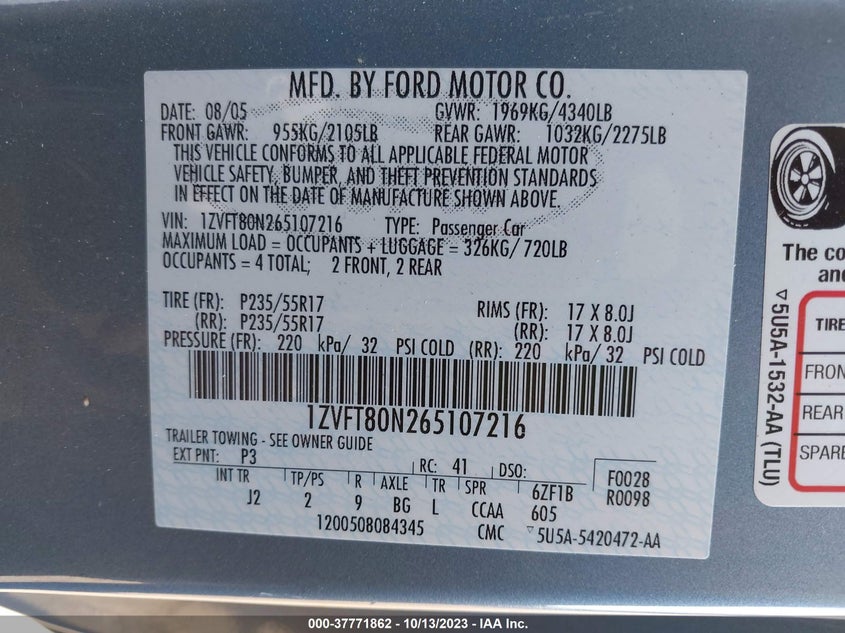 MFD. BY FORD MOTOR CO.
DATE: 08/05 GVWR: 1969KG/4340LB
FRONT GAWR: 955KG/2105LB REAR GAWR: 1032KG/2275LB
THIS VEHICLE CONFORMS TO ALL APPLICABLE FEDERAL MOTOR
VEHICLE SAFETY, BUMPER, AND THEFT PREVENTION STANDARDS
IN EFFECT ON THE DATE OF MANUFACTURE SHOWN ABOVE.
VIN: 1ZVFT80N265107216 TYPE: Passenger Car
MAXIMUM LOAD = OCCUPANTS + LUGGAGE = 326KG/ 720LB
OCCUPANTS = 4 TOTAL; 2 FRONT, 2 REAR
TIRE (FR): P235/55R17 RIMS (FR): 17 X 8.0J
(RR): P235/55R17 (RR): 17 X 8.0J
PRESSURE (FR): 220 kPa/ 32 PSI COLD (RR): 220 kPa/ 32 PSI COLD
1ZVFT80N265107216
TRAILER TOWING - SEE OWNER GUIDE
EXT PNT: P3 RC: 41 DSO: F0028
INT TR TP/PS R AXLE TR SPR 6ZF1B R0098
J2 2 9 BG L CCAA 605
1200508084345 CMC ▽5U5A-5420472-AA
▽5U5A-1532-AA (TLU)
The co
and
TIRE
FRON
REAR
SPARE
000-37771862 - 10/13/2023 - IAA Inc.